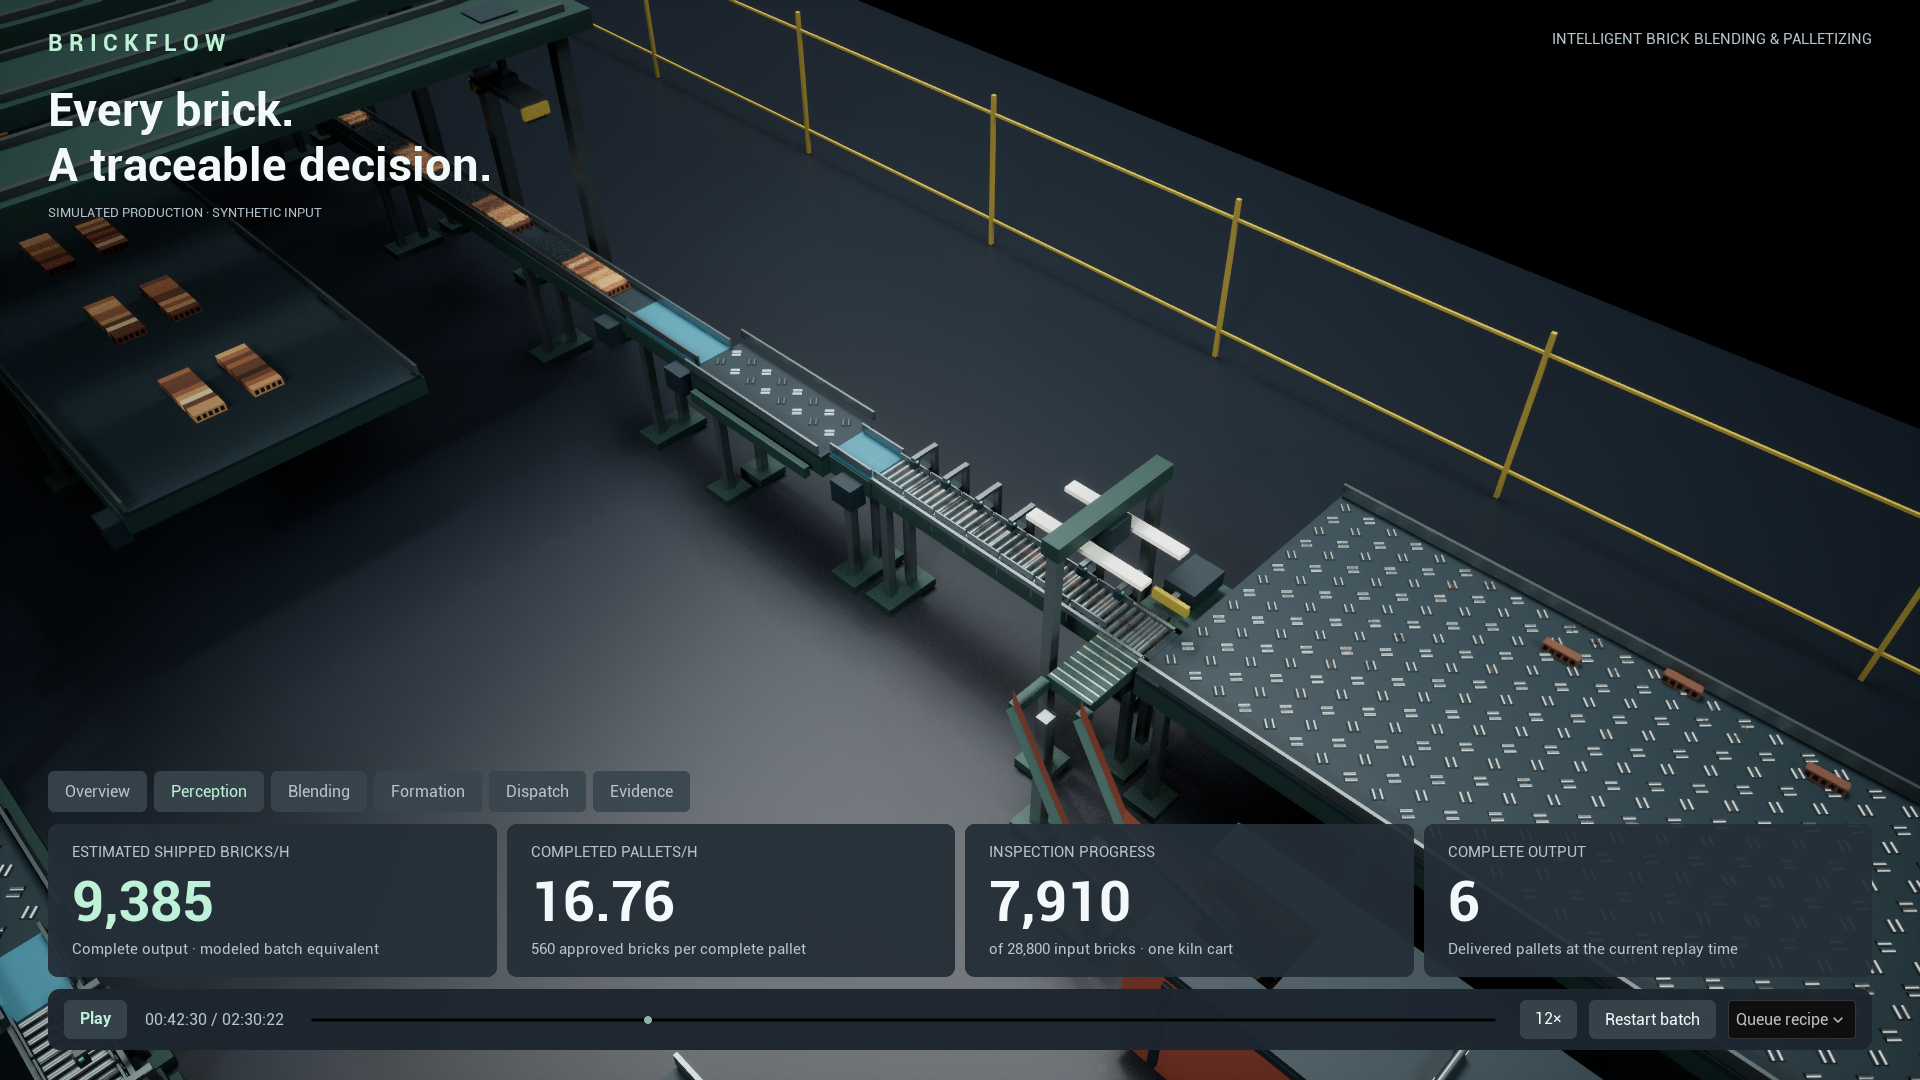 BRICKFLOW
INTELLIGENT BRICK BLENDING & PALLETIZING
Every brick.
A traceable decision.
SIMULATED PRODUCTION · SYNTHETIC INPUT
Overview
Perception
Blending
Formation
Dispatch
Evidence
ESTIMATED SHIPPED BRICKS/H
9,385
Complete output · modeled batch equivalent
COMPLETED PALLETS/H
16.76
560 approved bricks per complete pallet
INSPECTION PROGRESS
7,910
of 28,800 input bricks · one kiln cart
COMPLETE OUTPUT
6
Delivered pallets at the current replay time
Play
00:42:30 / 02:30:22
12×
Restart batch
Queue recipe